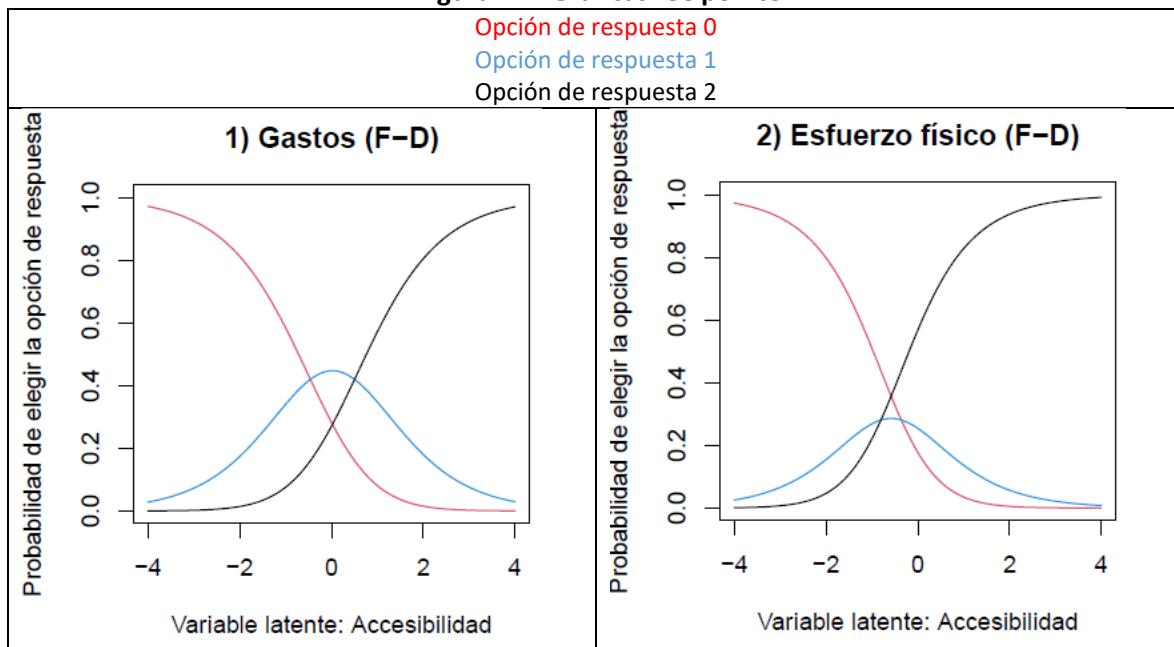 Opción de respuesta 0
Opción de respuesta 1
Opción de respuesta 2
1) Gastos (F−D)
Probabilidad de elegir la opción de respuesta
1.0
0.8
0.6
0.4
0.2
0.0
−4 −2 0 2 4
Variable latente: Accesibilidad
2) Esfuerzo físico (F−D)
Probabilidad de elegir la opción de respuesta
1.0
0.8
0.6
0.4
0.2
0.0
−4 −2 0 2 4
Variable latente: Accesibilidad